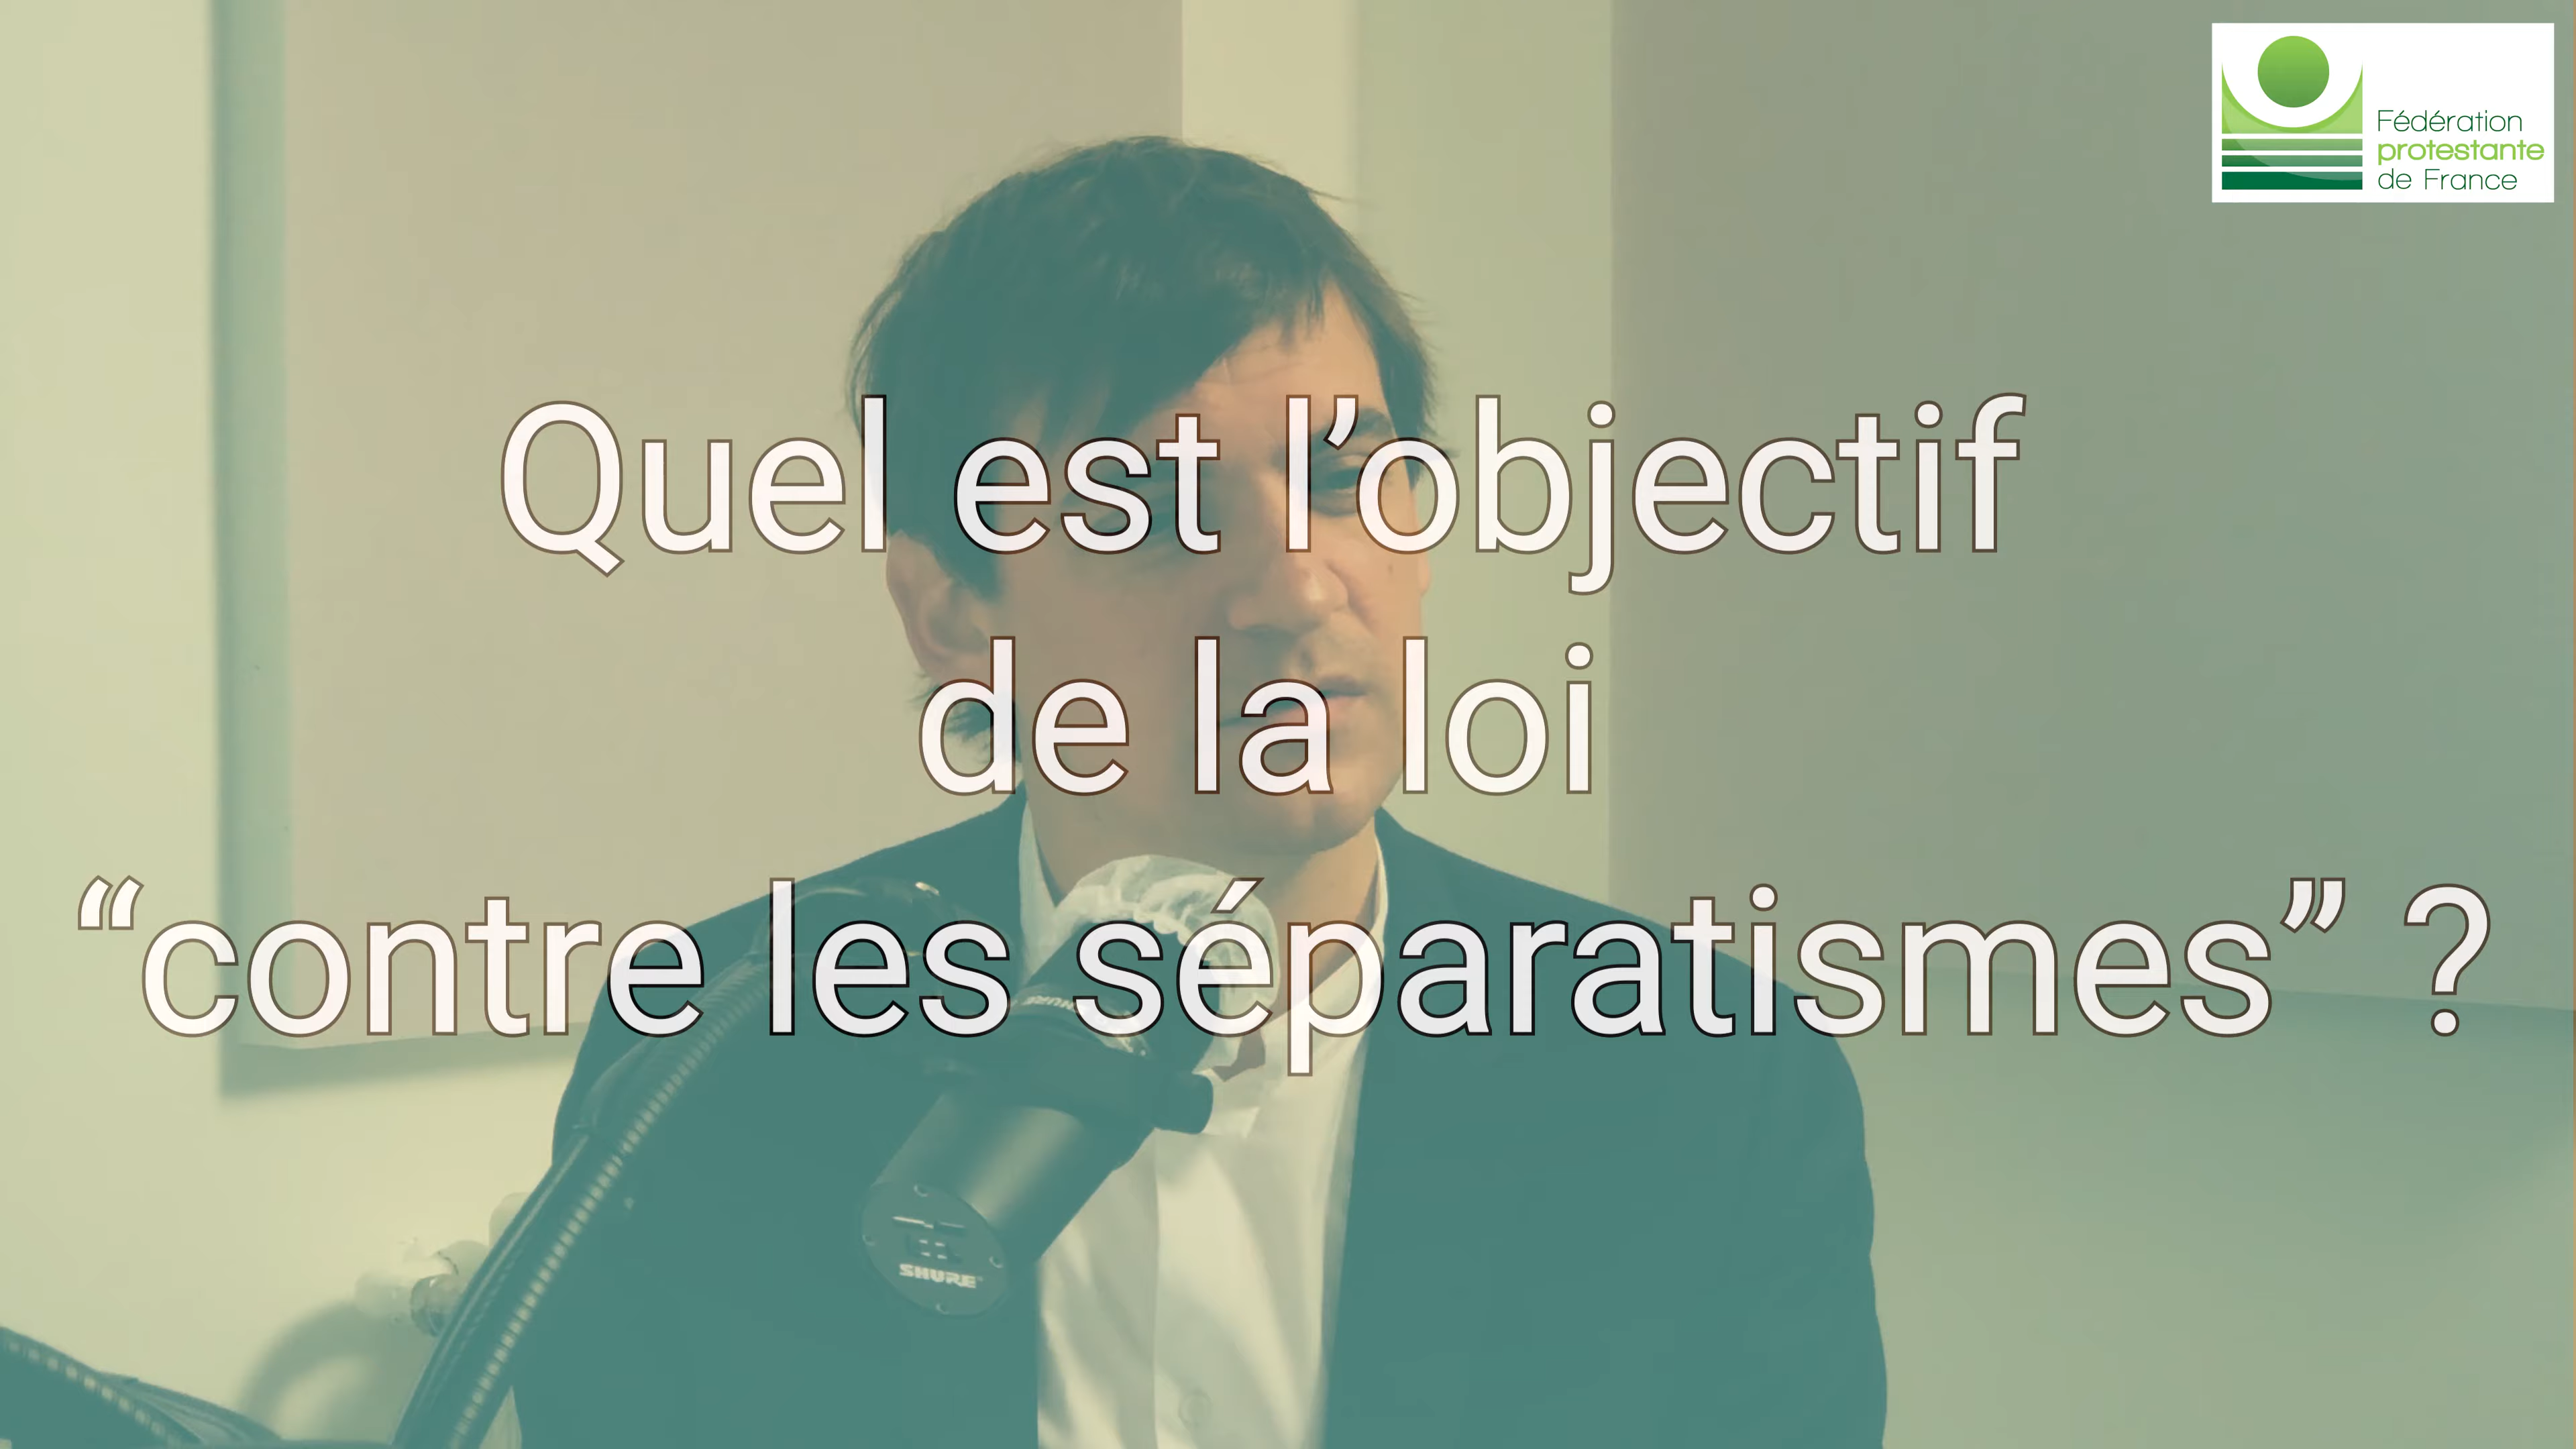 Fédération
protestante
de France
Quel est l’objectif
de la loi
“contre les séparatismes” ?
SHURE